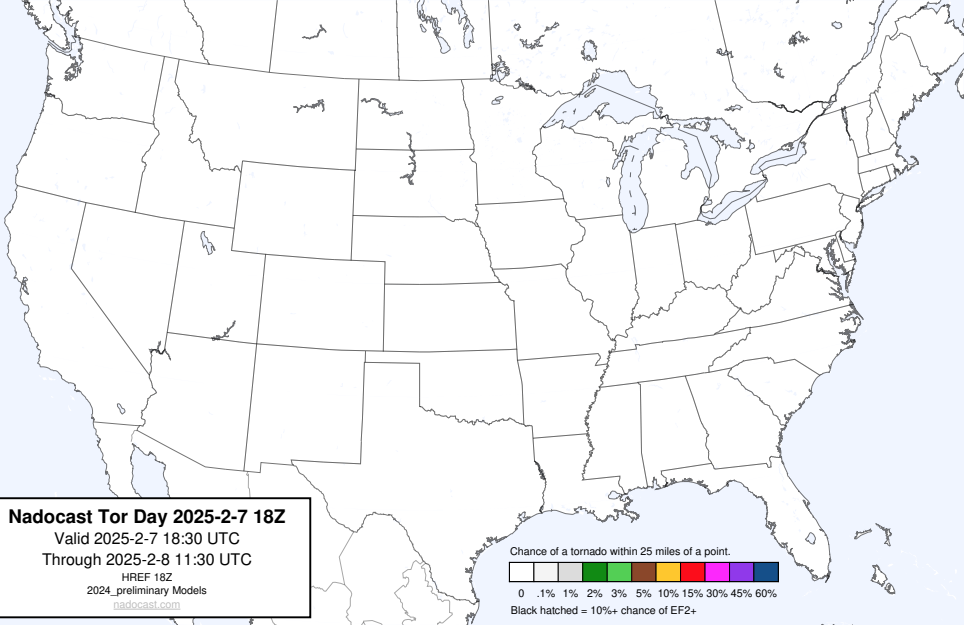 Nadocast Tor Day 2025-2-7 18Z
Valid 2025-2-7 18:30 UTC
Through 2025-2-8 11:30 UTC
HREF 18Z
2024_preliminary Models
nadocast.com
Chance of a tornado within 25 miles of a point.
0 .1% 1% 2% 3% 5% 10% 15% 30% 45% 60%
Black hatched = 10%+ chance of EF2+